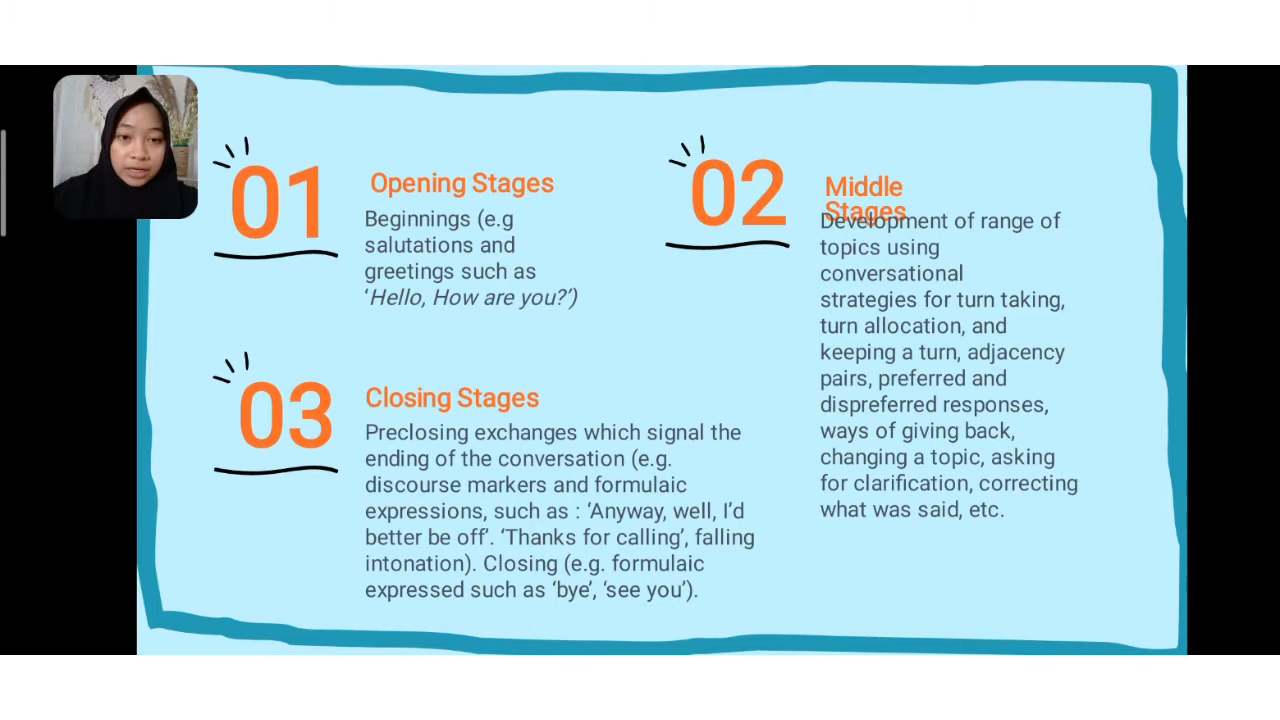 01
Opening Stages
Beginnings (e.g
salutations and
greetings such as
‘Hello, How are you?’)
02
Middle
Stages
Development of range of
topics using
conversational
strategies for turn taking,
turn allocation, and
keeping a turn, adjacency
pairs, preferred and
dispreferred responses,
ways of giving back,
changing a topic, asking
for clarification, correcting
what was said, etc.
03
Closing Stages
Preclosing exchanges which signal the
ending of the conversation (e.g.
discourse markers and formulaic
expressions, such as : ‘Anyway, well, I’d
better be off’. ‘Thanks for calling’, falling
intonation). Closing (e.g. formulaic
expressed such as ‘bye’, ‘see you’).